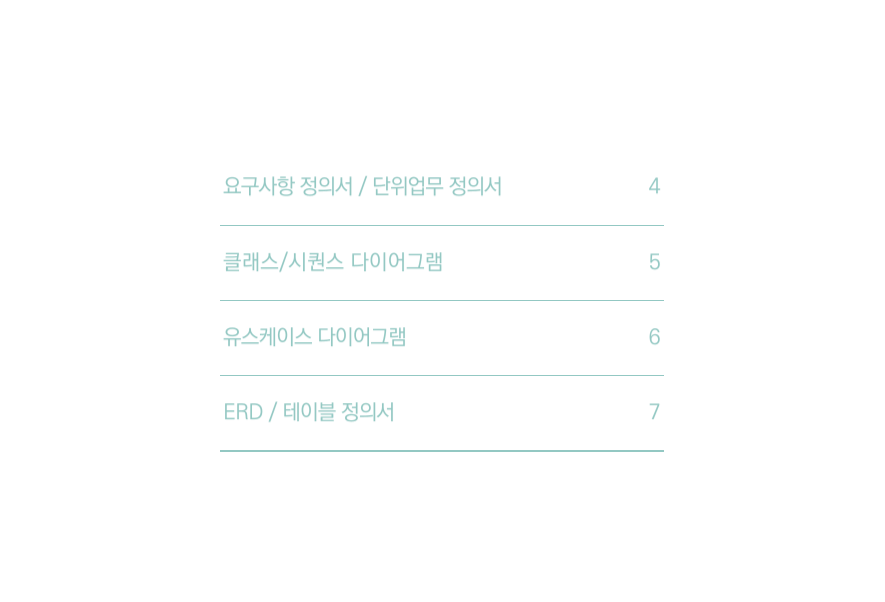 요구사항 정의서 / 단위업무 정의서 4
클래스/시퀀스 다이어그램 5
유스케이스 다이어그램 6
ERD / 테이블 정의서 7